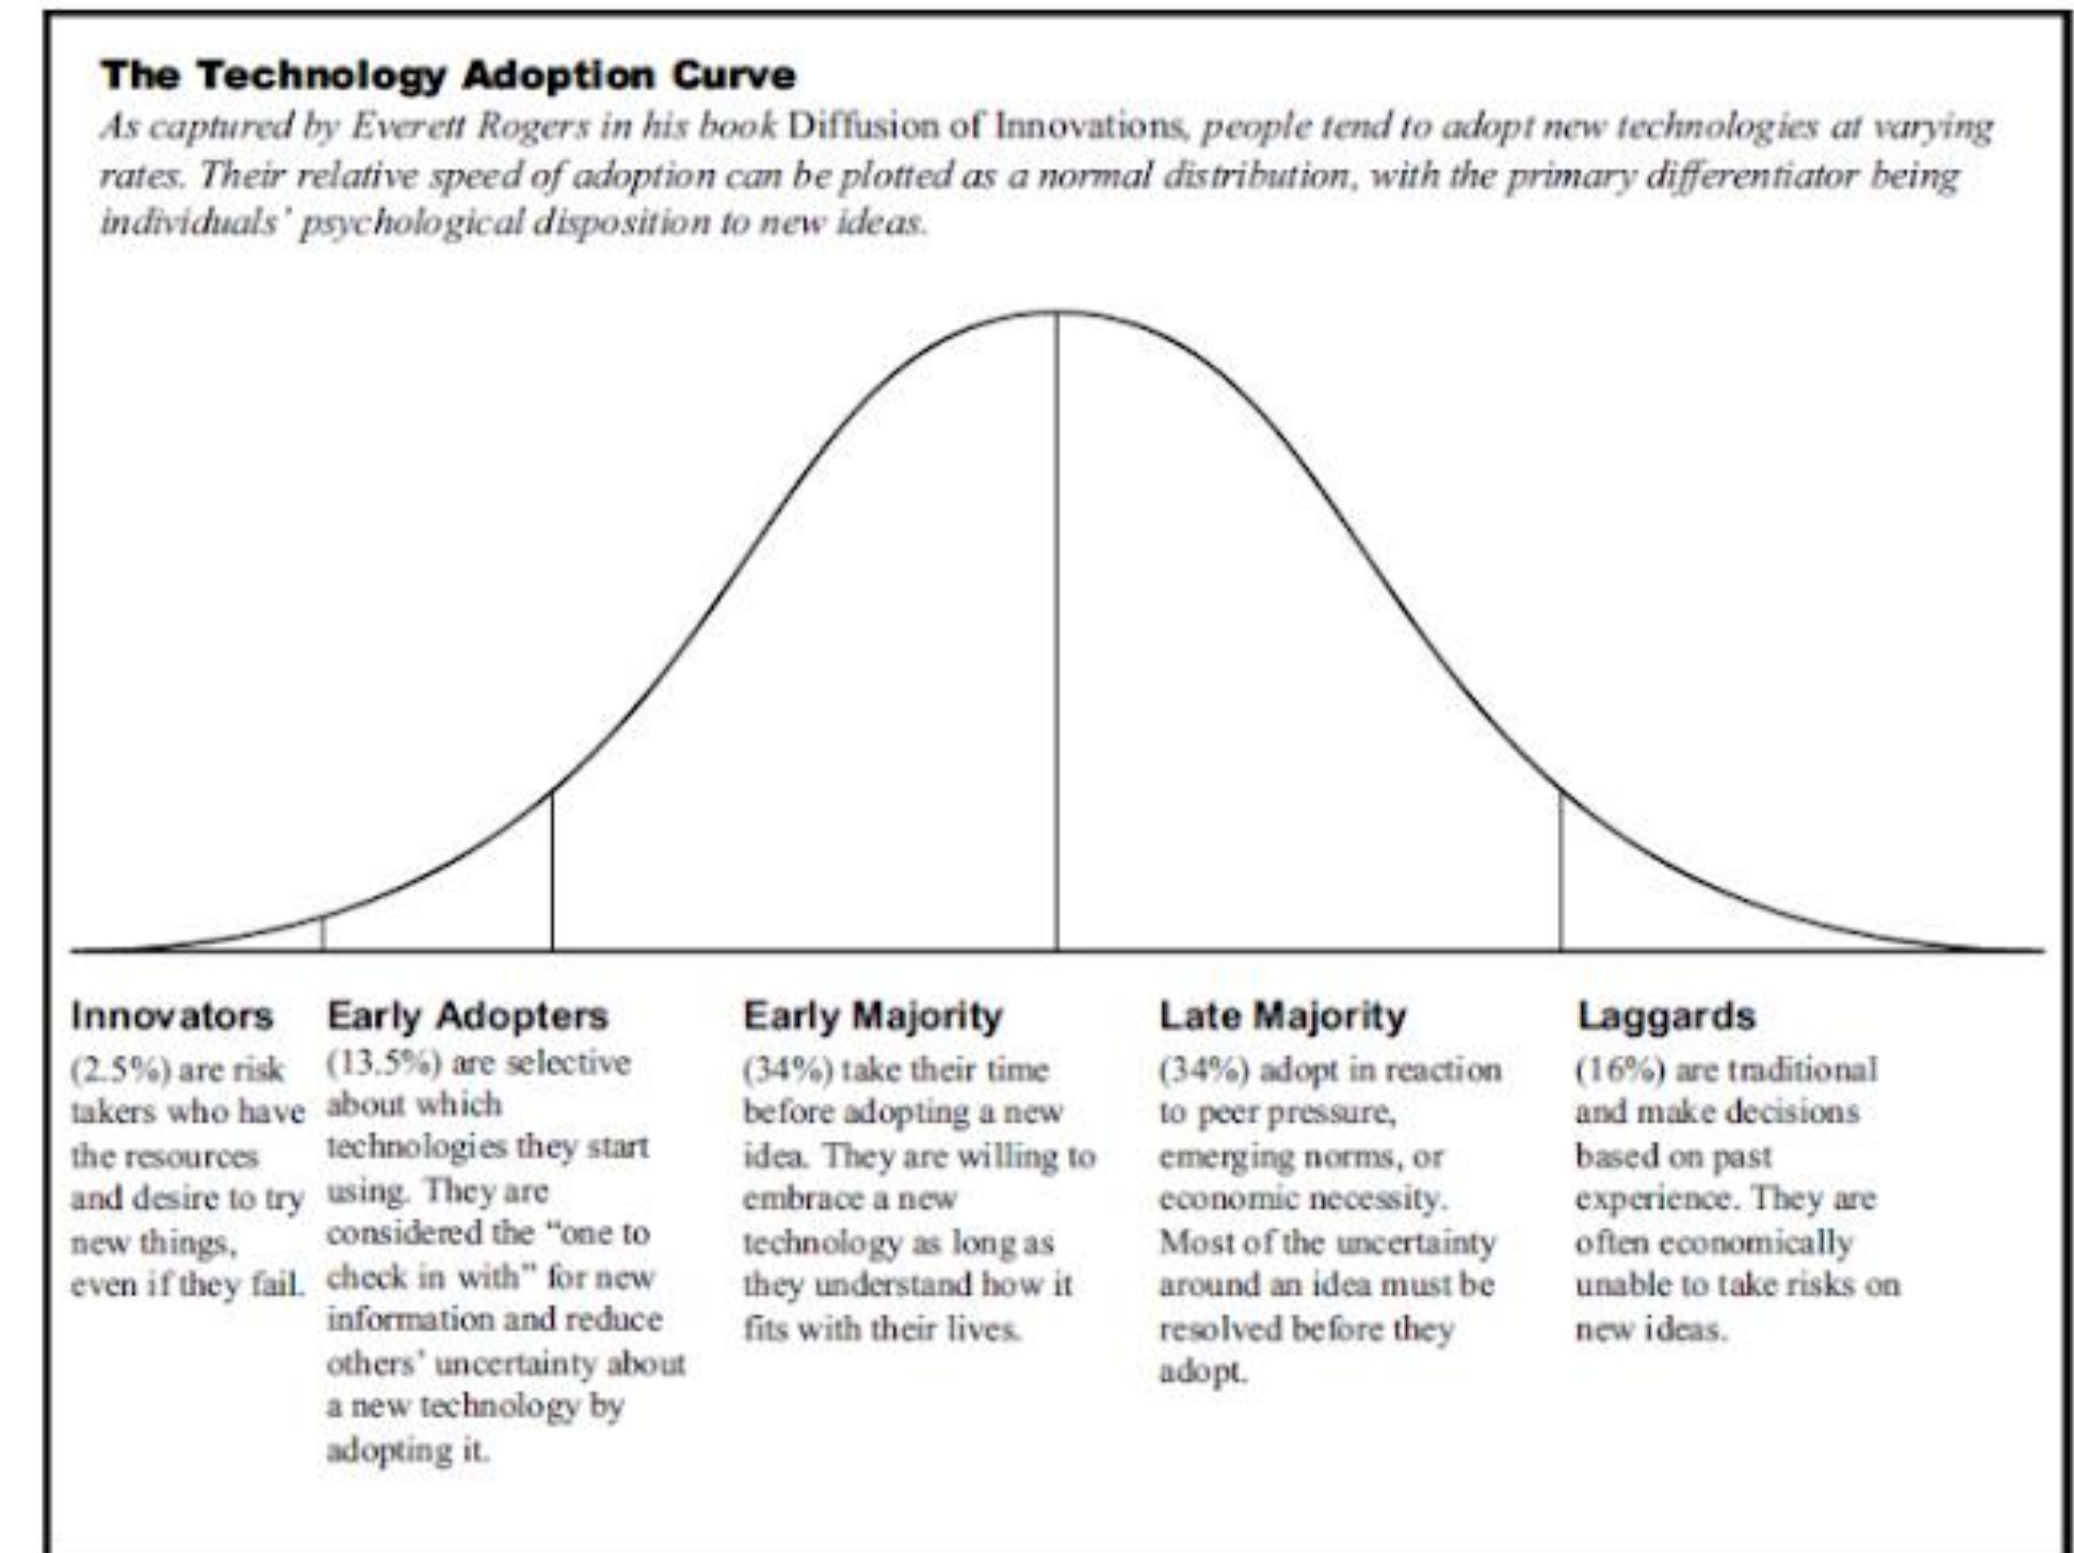 The Technology Adoption Curve
As captured by Everett Rogers in his book Diffusion of Innovations, people tend to adopt new technologies at varying
rates. Their relative speed of adoption can be plotted as a normal distribution, with the primary differentiator being
individuals' psychological disposition to new ideas.
Innovators
(2.5%) are risk
takers who have
the resources
and desire to try
new things,
even if they fail.
Early Adopters
(13.5%) are selective
about which
technologies they start
using. They are
considered the "one to
check in with" for new
information and reduce
others' uncertainty about
a new technology by
adopting it.
Early Majority
(34%) take their time
before adopting a new
idea. They are willing to
embrace a new
technology as long as
they understand how it
fits with their lives.
Late Majority
(34%) adopt in reaction
to peer pressure,
emerging norms, or
economic necessity.
Most of the uncertainty
around an idea must be
resolved before they
adopt.
Laggards
(16%) are traditional
and make decisions
based on past
experience. They are
often economically
unable to take risks on
new ideas.